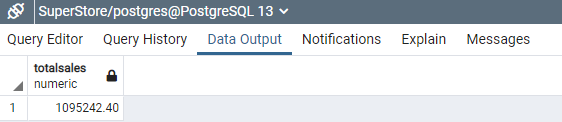 SuperStore/postgres@PostgreSQL 13
Query Editor Query History Data Output Notifications Explain Messages
totalsales
numeric
1 1095242.40